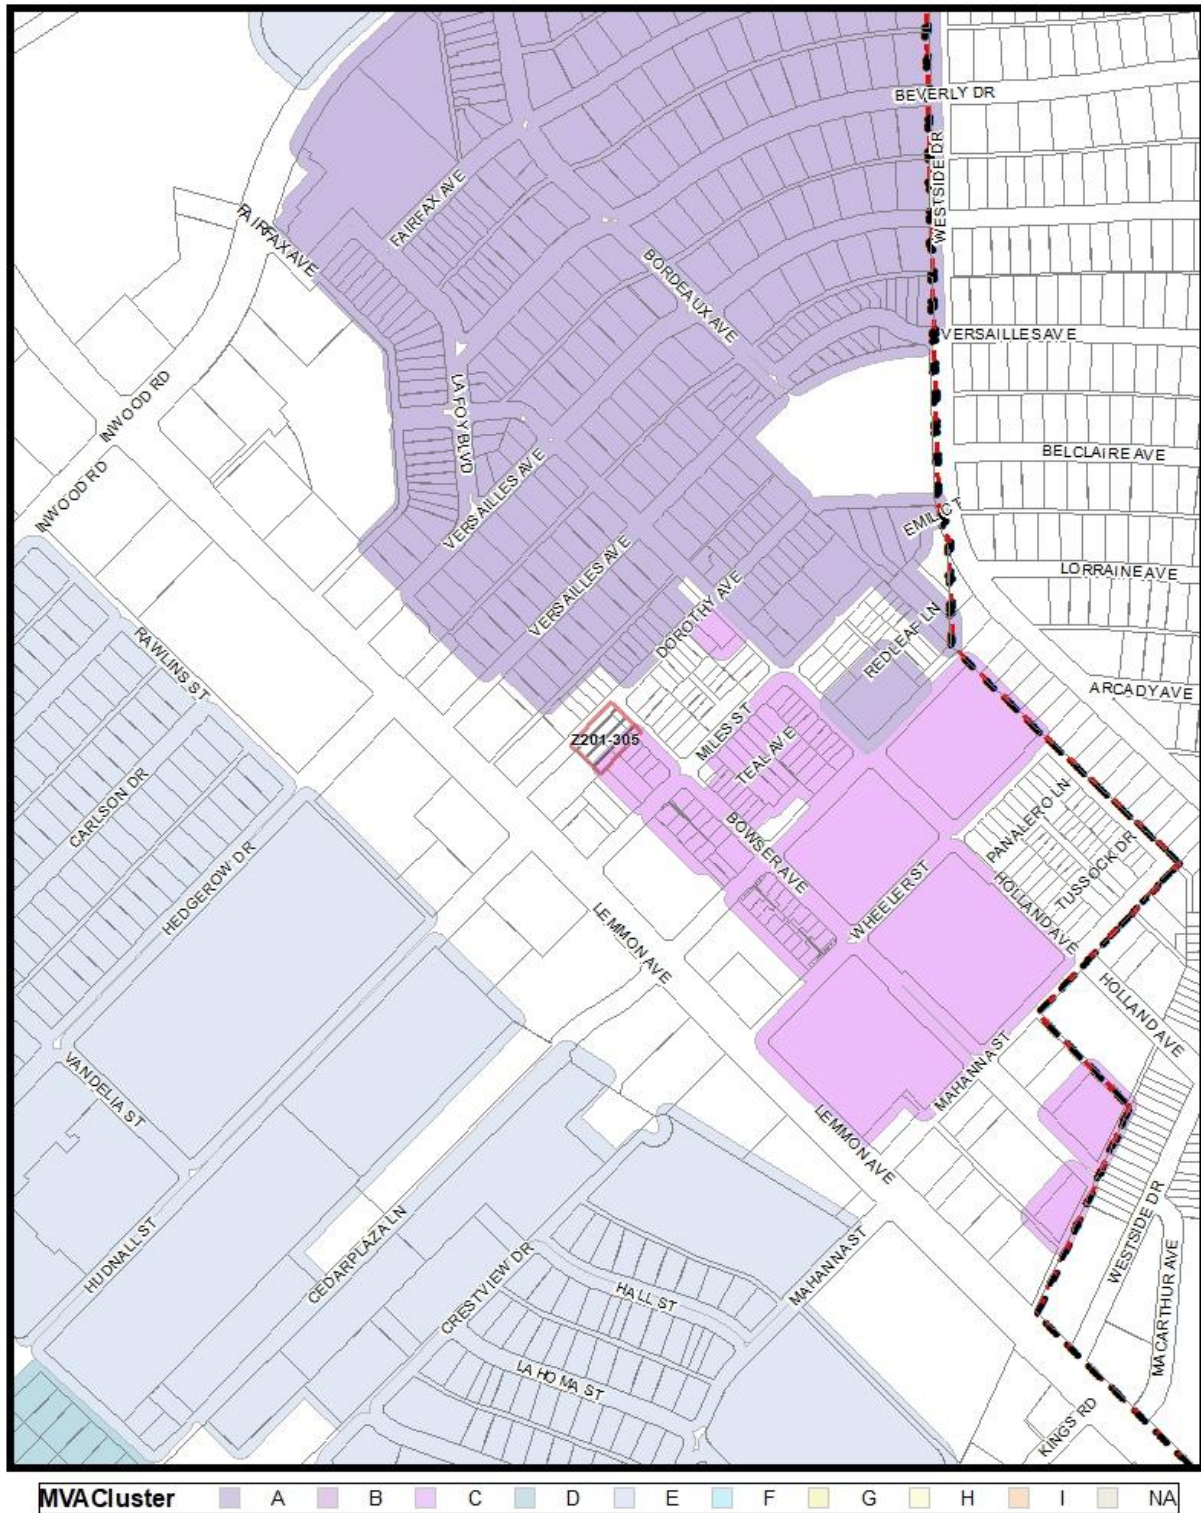 BEVERLY DR
WESTSIDE DR
FAIRFAX AVE
FAIRFAX AVE
BORDEAUX AVE
VERSAILLES AVE
INWOOD RD
LA FOY BLVD
INWOOD RD
VERSAILLES AVE
BELCLAIRE AVE
EMIL CT
VERSAILLES AVE
LORRAINE AVE
DOROTHY AVE
REDLEAF LN
RAWLINS ST
ARCADY AVE
MILES ST
Z201-305
TEAL AVE
CARLSON DR
PANALERO LN
BOWSER AVE
TUSSOCK DR
HEDGEROW DR
WHEELER ST
HOLLAND AVE
LEMMON AVE
HOLLAND AVE
VANDELIA ST
MAHANNA ST
LEMMON AVE
WESTSIDE DR
HUDNALL ST
CEDAR PLAZA LN
CRESTVIEW DR
MAHANNA ST
HALL ST
MACARTHUR AVE
LA HOMA ST
KINGS RD
MVACluster A B C D E F G H I NA